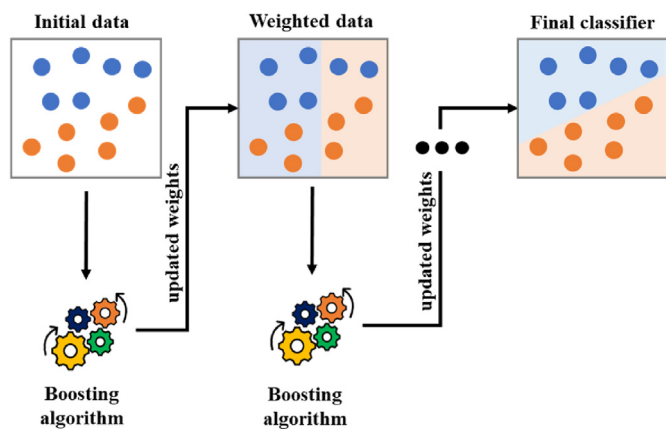 Initial data
Weighted data
Final classifier
updated weights
updated weights
Boosting
algorithm
Boosting
algorithm